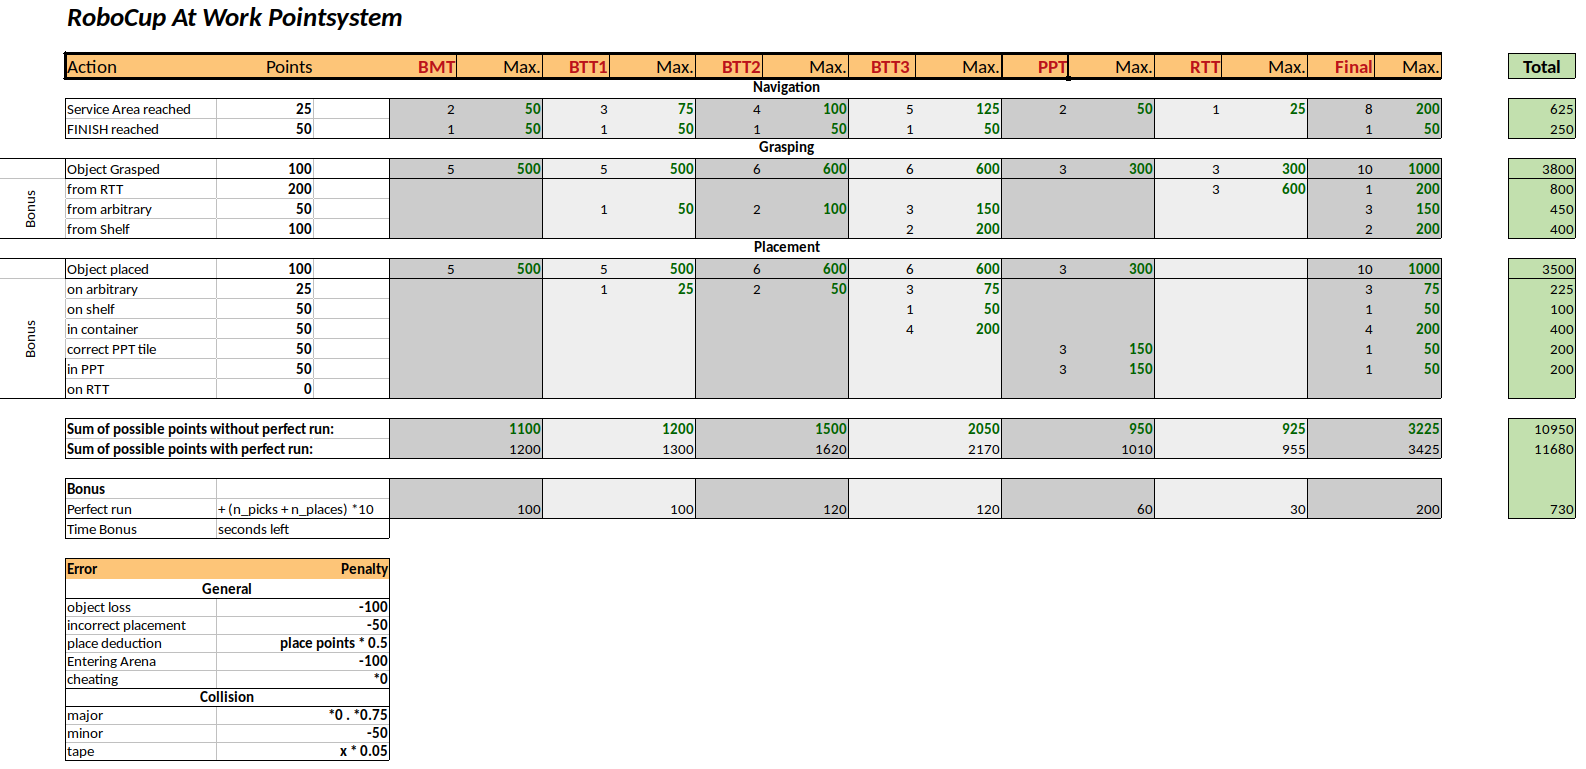 RoboCup At Work Pointsystem
Action Points BMT Max. BTT1 Max. BTT2 Max. BTT3 Max. PPT Max. RTT Max. Final Max. Total
Navigation
Service Area reached 25 2 50 3 75 4 100 5 125 2 50 1 25 8 200 625
FINISH reached 50 1 50 1 50 1 50 1 50 1 50 250
Grasping
Object Grasped 100 5 500 5 500 6 600 6 600 3 300 3 300 10 1000 3800
Bonus
from RTT 200 3 600 1 200 800
from arbitrary 50 1 50 2 100 3 150 3 150 450
from Shelf 100 2 200 2 200 400
Placement
Object placed 100 5 500 5 500 6 600 6 600 3 300 10 1000 3500
Bonus
on arbitrary 25 1 25 2 50 3 75 3 75 225
on shelf 50 1 50 1 50 100
in container 50 4 200 4 200 400
correct PPT tile 50 3 150 1 50 200
in PPT 50 3 150 1 50 200
on RTT 0
Sum of possible points without perfect run: 1100 1200 1500 2050 950 925 3225 10950
Sum of possible points with perfect run: 1200 1300 1620 2170 1010 955 3425 11680
Bonus
Perfect run + (n_picks + n_places) *10 100 100 120 120 60 30 200 730
Time Bonus seconds left
Error Penalty
General
object loss -100
incorrect placement -50
place deduction place points * 0.5
Entering Arena -100
cheating *0
Collision
major *0 . *0.75
minor -50
tape x * 0.05